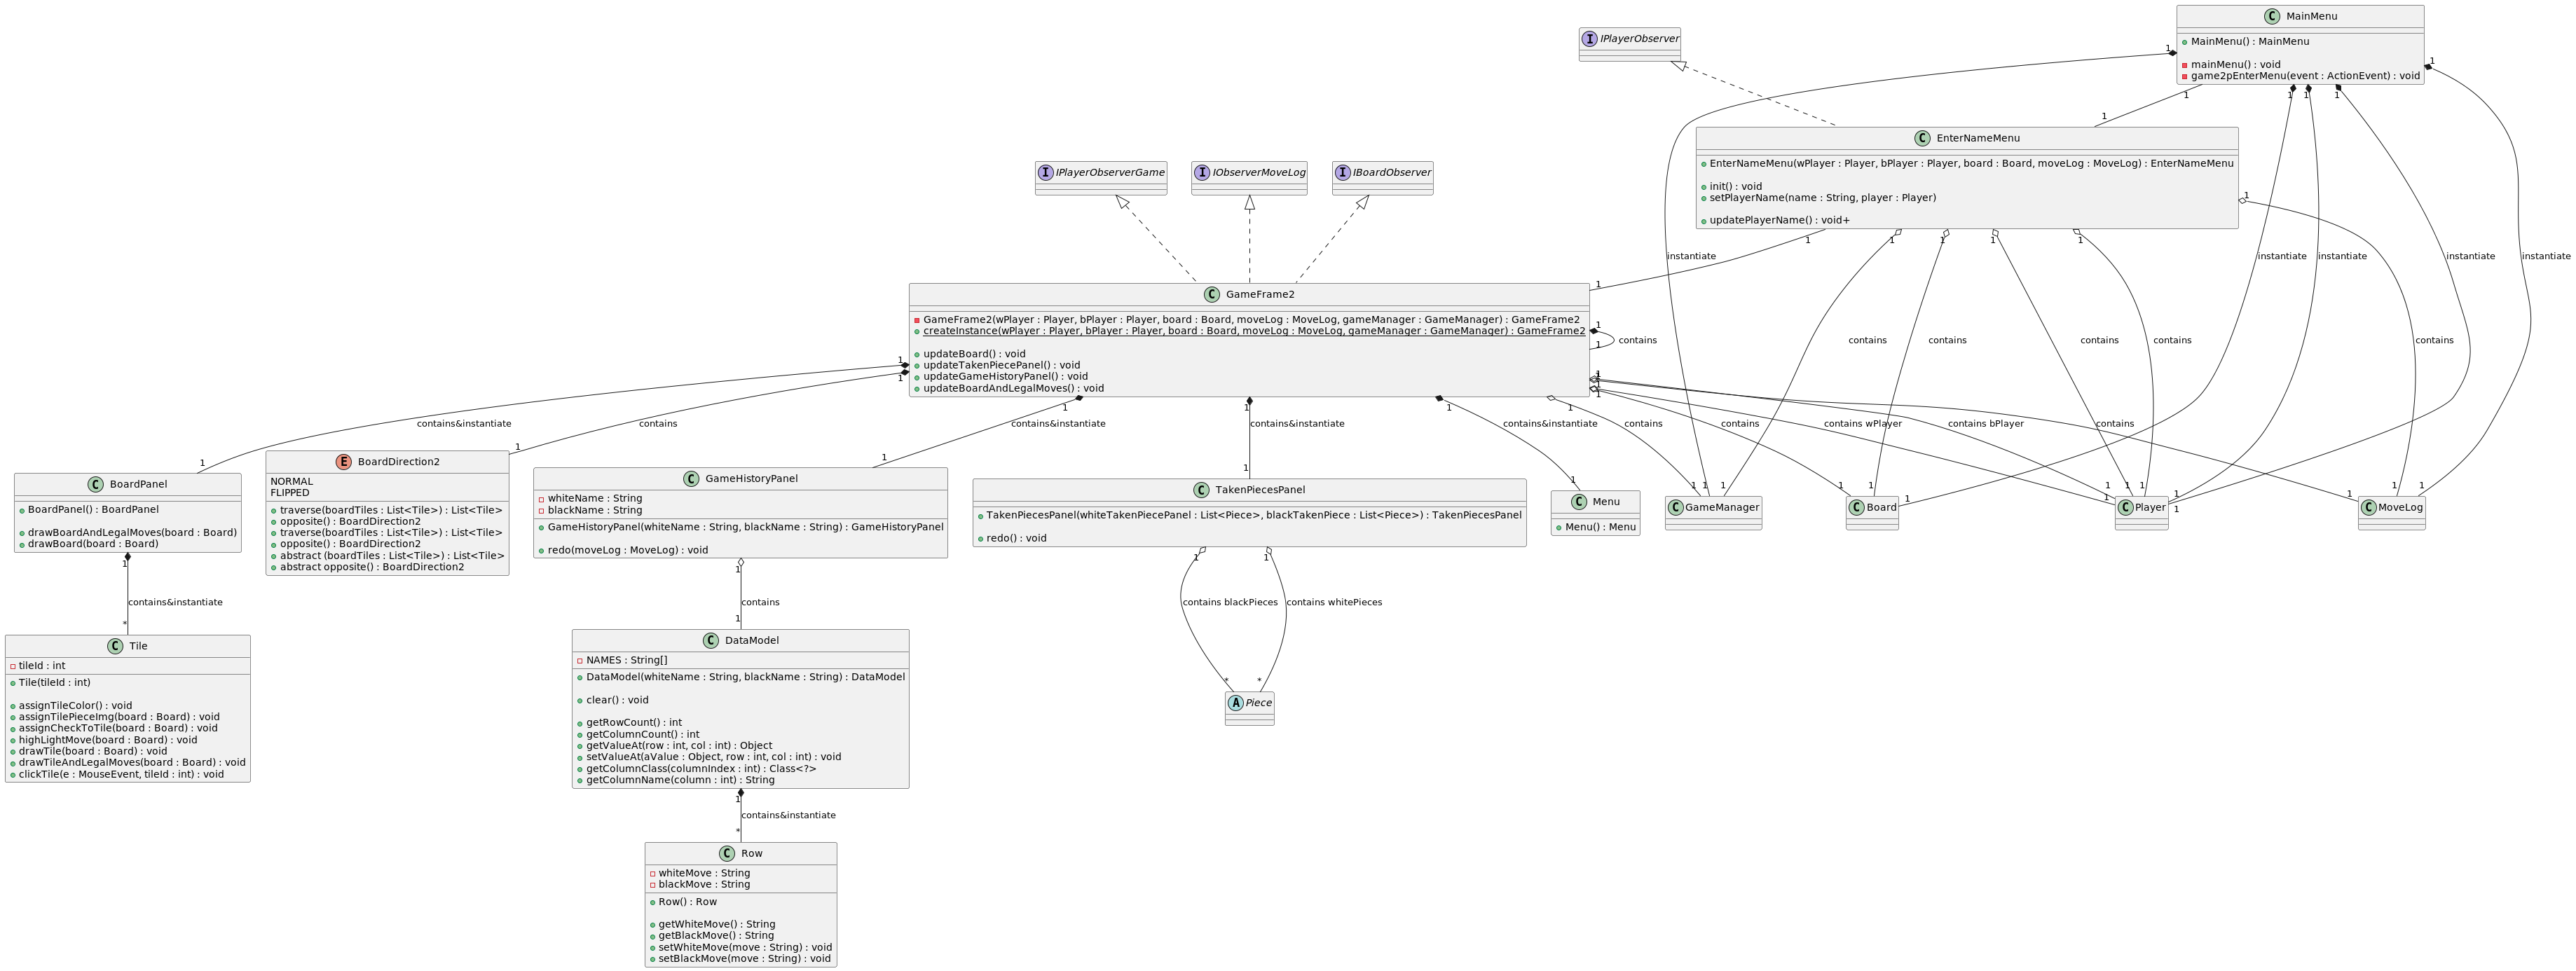 MainMenu
MainMenu() : MainMenu
mainMenu() : void
game2pEnterMenu(event : ActionEvent) : void
IPlayerObserver
EnterNameMenu
EnterNameMenu(wPlayer : Player, bPlayer : Player, board : Board, moveLog : MoveLog) : EnterNameMenu
init() : void
setPlayerName(name : String, player : Player)
updatePlayerName() : void+
IPlayerObserverGame
IObserverMoveLog
IBoardObserver
instantiate
instantiate
instantiate
instantiate
instantiate
GameFrame2
GameFrame2(wPlayer : Player, bPlayer : Player, board : Board, moveLog : MoveLog, gameManager : GameManager) : GameFrame2
createInstance(wPlayer : Player, bPlayer : Player, board : Board, moveLog : MoveLog, gameManager : GameManager) : GameFrame2
updateBoard() : void
updateTakenPiecePanel() : void
updateGameHistoryPanel() : void
updateBoardAndLegalMoves() : void
contains
contains
contains
contains
contains
contains
contains&instantiate
contains
contains&instantiate
contains&instantiate
contains&instantiate
contains
contains
contains wPlayer
contains bPlayer
contains
BoardPanel
BoardPanel() : BoardPanel
drawBoardAndLegalMoves(board : Board)
drawBoard(board : Board)
BoardDirection2
NORMAL
FLIPPED
traverse(boardTiles : List<Tile>) : List<Tile>
opposite() : BoardDirection2
traverse(boardTiles : List<Tile>) : List<Tile>
opposite() : BoardDirection2
abstract (boardTiles : List<Tile>) : List<Tile>
abstract opposite() : BoardDirection2
GameHistoryPanel
whiteName : String
blackName : String
GameHistoryPanel(whiteName : String, blackName : String) : GameHistoryPanel
redo(moveLog : MoveLog) : void
TakenPiecesPanel
TakenPiecesPanel(whiteTakenPiecePanel : List<Piece>, blackTakenPiece : List<Piece>) : TakenPiecesPanel
redo() : void
Menu
Menu() : Menu
GameManager
Board
Player
MoveLog
contains&instantiate
contains
contains blackPieces
contains whitePieces
Tile
tileId : int
Tile(tileId : int)
assignTileColor() : void
assignTilePieceImg(board : Board) : void
assignCheckToTile(board : Board) : void
highLightMove(board : Board) : void
drawTile(board : Board) : void
drawTileAndLegalMoves(board : Board) : void
clickTile(e : MouseEvent, tileId : int) : void
DataModel
NAMES : String[]
DataModel(whiteName : String, blackName : String) : DataModel
clear() : void
getRowCount() : int
getColumnCount() : int
getValueAt(row : int, col : int) : Object
setValueAt(aValue : Object, row : int, col : int) : void
getColumnClass(columnIndex : int) : Class<?>
getColumnName(column : int) : String
Piece
contains&instantiate
Row
whiteMove : String
blackMove : String
Row() : Row
getWhiteMove() : String
getBlackMove() : String
setWhiteMove(move : String) : void
setBlackMove(move : String) : void